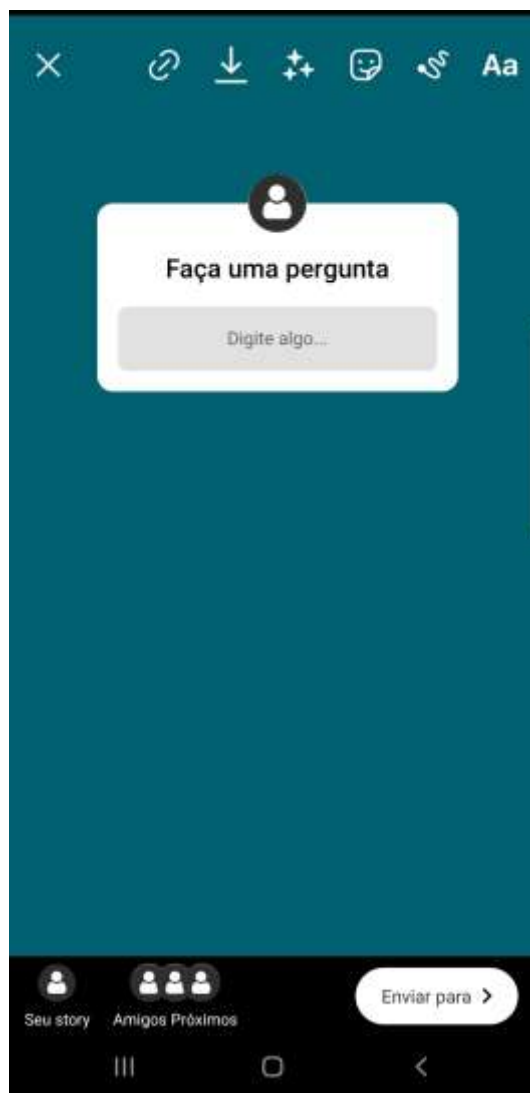 Aa
Faça uma pergunta
Digite algo...
Seu story
Amigos Próximos
Enviar para